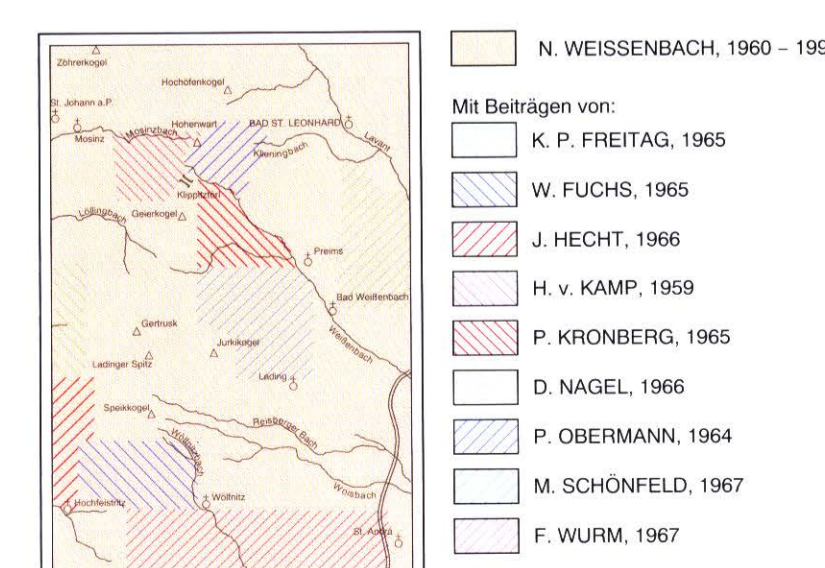 Zöhrerkogel
Hochofenkogel
St. Johann a.P.
Mosinz
Mosinzbach
Hohenwart
BAD ST. LEONHARD
Lavant
Klieningbach
Klippitztörl
Löllingbach
Geierkogel
Preims
Bad Weißenbach
Gertrusk
Jurkikogel
Weißenbach
Ladinger Spitz
Lading
Speikkogel
Reisberger Bach
Wölfnitzbach
Woisbach
Hochfeistritz
Wölfnitz
St. Andrä
N. WEISSENBACH, 1960 – 199
Mit Beiträgen von:
K. P. FREITAG, 1965
W. FUCHS, 1965
J. HECHT, 1966
H. v. KAMP, 1959
P. KRONBERG, 1965
D. NAGEL, 1966
P. OBERMANN, 1964
M. SCHÖNFELD, 1967
F. WURM, 1967